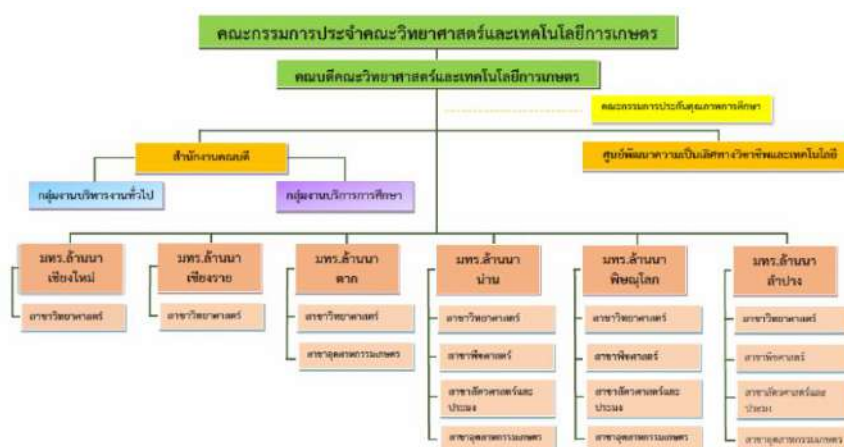 คณะกรรมการประจำคณะวิทยาศาสตร์และเทคโนโลยีการเกษตร
คณบดีคณะวิทยาศาสตร์และเทคโนโลยีการเกษตร
คณะกรรมการประกันคุณภาพการศึกษา
สำนักงานคณบดี
ศูนย์พัฒนาความเป็นเลิศทางวิชาชีพและเทคโนโลยี
กลุ่มงานบริหารงานทั่วไป
กลุ่มงานบริการการศึกษา
มทร.ล้านนา
เชียงใหม่
สาขาวิทยาศาสตร์
มทร.ล้านนา
เชียงราย
สาขาวิทยาศาสตร์
มทร.ล้านนา
ตาก
สาขาวิทยาศาสตร์
สาขาอุตสาหกรรมเกษตร
มทร.ล้านนา
น่าน
สาขาวิทยาศาสตร์
สาขาพืชศาสตร์
สาขาสัตวศาสตร์และ
ประมง
สาขาอุตสาหกรรมเกษตร
มทร.ล้านนา
พิษณุโลก
สาขาวิทยาศาสตร์
สาขาพืชศาสตร์
สาขาสัตวศาสตร์และ
ประมง
สาขาอุตสาหกรรมเกษตร
มทร.ล้านนา
ลำปาง
สาขาวิทยาศาสตร์
สาขาพืชศาสตร์
สาขาสัตวศาสตร์และ
ประมง
สาขาอุตสาหกรรมเกษตร